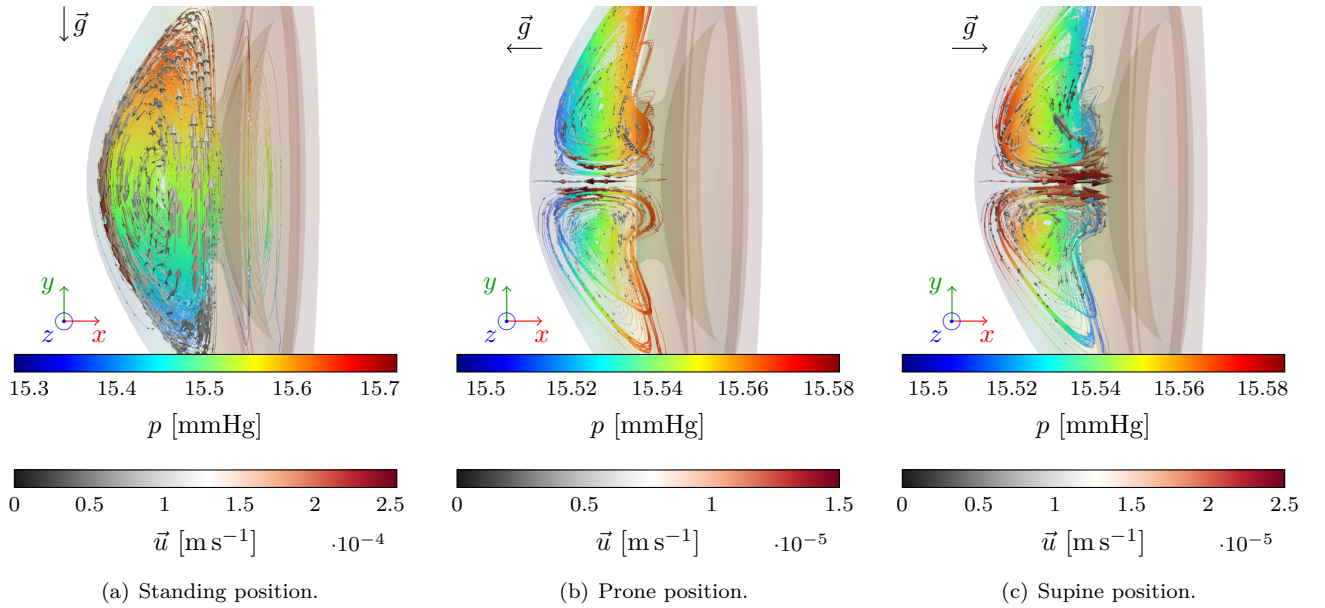 g⃗
g⃗
g⃗
y
z x
y
z x
y
z x
15.3 15.4 15.5 15.6 15.7
p [mmHg]
15.5 15.52 15.54 15.56 15.58
p [mmHg]
15.5 15.52 15.54 15.56 15.58
p [mmHg]
0 0.5 1 1.5 2 2.5
u⃗ [m s⁻¹] ·10⁻⁴
0 0.5 1 1.5
u⃗ [m s⁻¹] ·10⁻⁵
0 0.5 1 1.5 2 2.5
u⃗ [m s⁻¹] ·10⁻⁵
(a) Standing position.
(b) Prone position.
(c) Supine position.